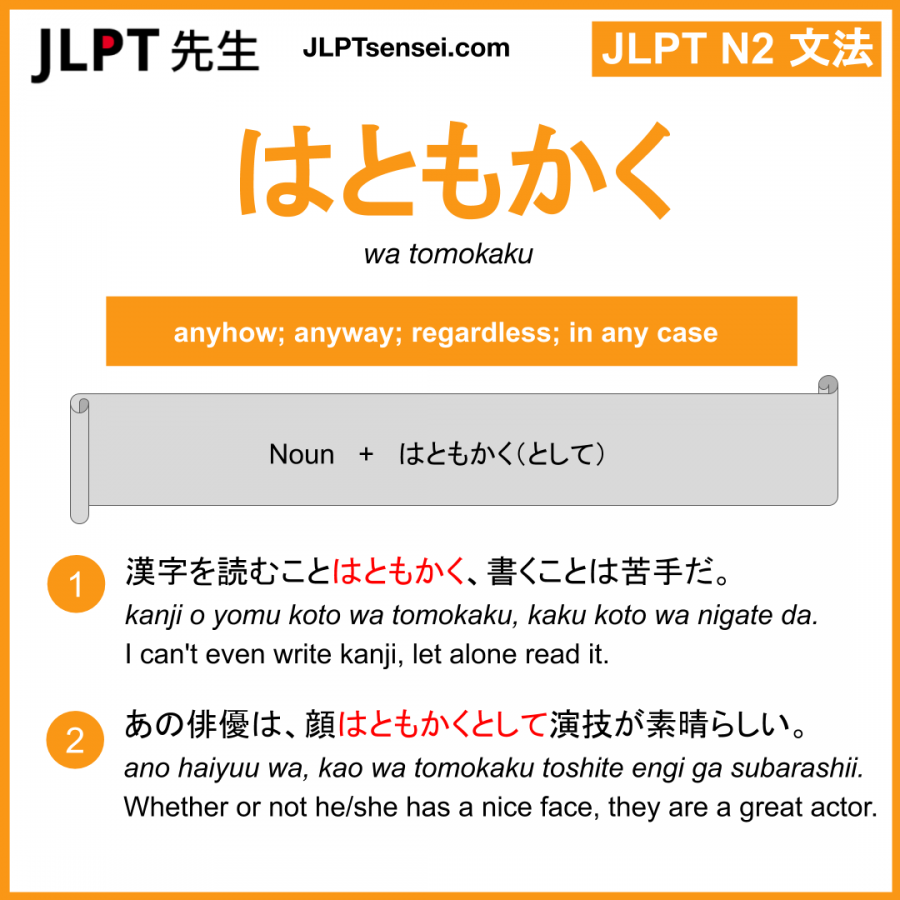 JLPT 先生
JLPTsensei.com
JLPT N2 文法
はともかく
wa tomokaku
anyhow; anyway; regardless; in any case
Noun + はともかく(として)
1
漢字を読むことはともかく、書くことは苦手だ。
kanji o yomu koto wa tomokaku, kaku koto wa nigate da.
I can't even write kanji, let alone read it.
2
あの俳優は、顔はともかくとして演技が素晴らしい。
ano haiyuu wa, kao wa tomokaku toshite engi ga subarashii.
Whether or not he/she has a nice face, they are a great actor.